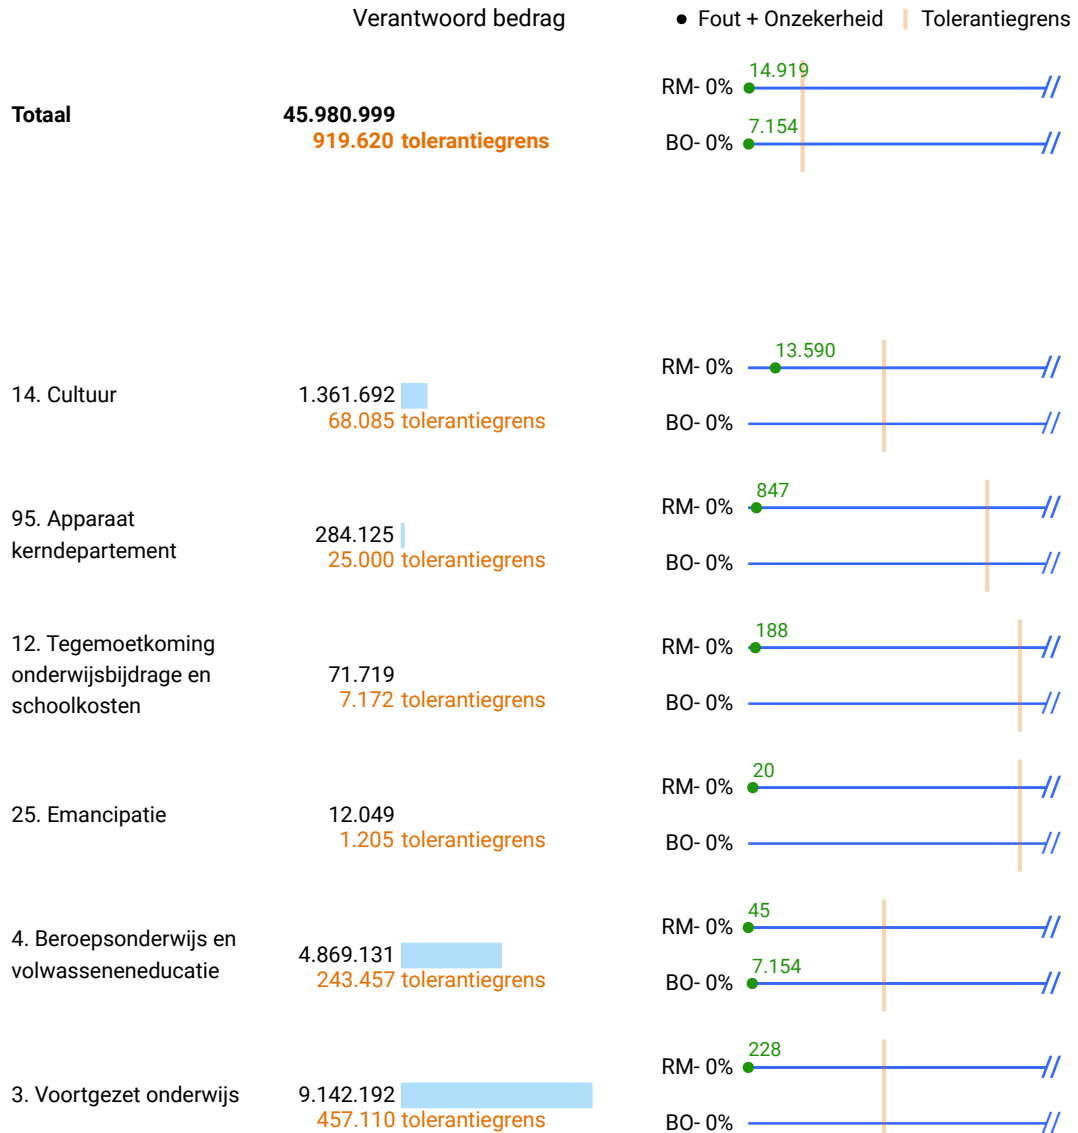 Verantwoord bedrag
Fout + Onzekerheid
Tolerantiegrens
Totaal
45.980.999
919.620 tolerantiegrens
RM- 0%
14.919
BO- 0%
7.154
14. Cultuur
1.361.692
68.085 tolerantiegrens
RM- 0%
13.590
BO- 0%
95. Apparaat
kerndepartement
284.125
25.000 tolerantiegrens
RM- 0%
847
BO- 0%
12. Tegemoetkoming
onderwijsbijdrage en
schoolkosten
71.719
7.172 tolerantiegrens
RM- 0%
188
BO- 0%
25. Emancipatie
12.049
1.205 tolerantiegrens
RM- 0%
20
BO- 0%
4. Beroepsonderwijs en
volwasseneneducatie
4.869.131
243.457 tolerantiegrens
RM- 0%
45
BO- 0%
7.154
3. Voortgezet onderwijs
9.142.192
457.110 tolerantiegrens
RM- 0%
228
BO- 0%